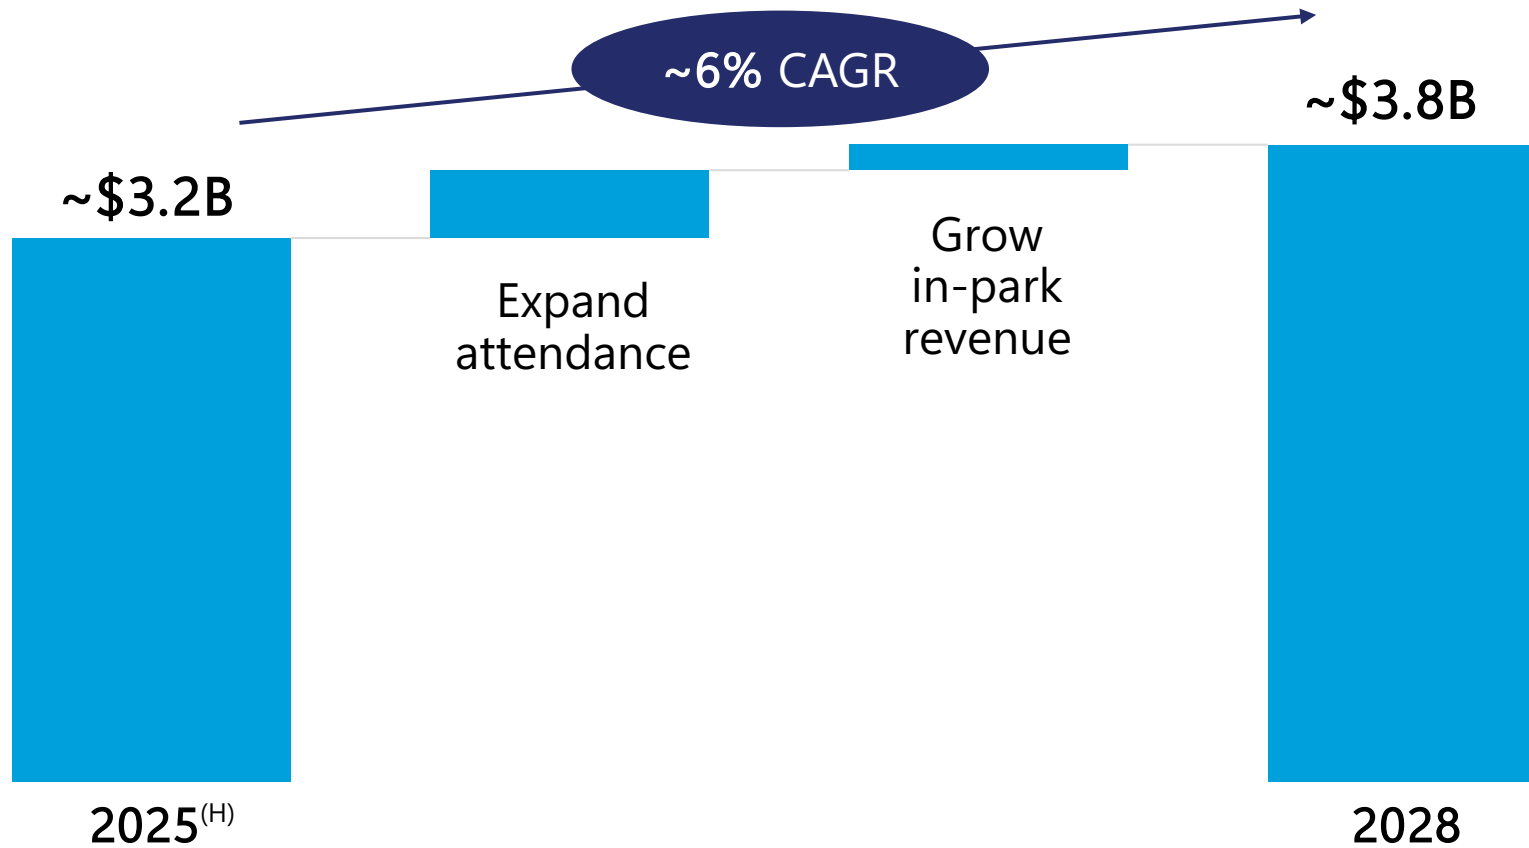 ~6% CAGR
~$3.8B
~$3.2B
Grow
in-park
revenue
Expand
attendance
2025(H)
2028